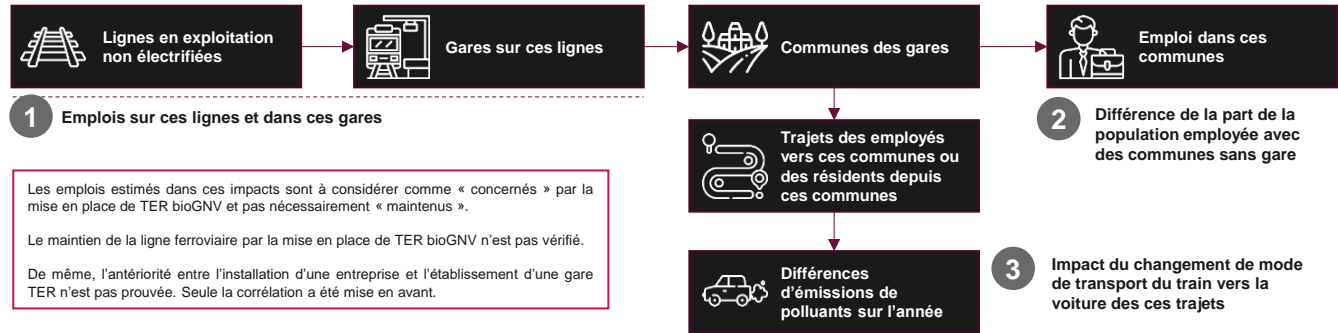 Lignes en exploitation
non électrifiées
Gares sur ces lignes
Communes des gares
Emploi dans ces
communes
1
Emplois sur ces lignes et dans ces gares
2
Différence de la part de la
population employée avec
des communes sans gare
Trajets des employés
vers ces communes ou
des résidents depuis
ces communes
Les emplois estimés dans ces impacts sont à considérer comme « concernés » par la
mise en place de TER bioGNV et pas nécessairement « maintenus ».
Le maintien de la ligne ferroviaire par la mise en place de TER bioGNV n'est pas vérifié.
De même, l'antériorité entre l'installation d'une entreprise et l'établissement d'une gare
TER n'est pas prouvée. Seule la corrélation a été mise en avant.
Différences
d'émissions de
polluants sur l'année
3
Impact du changement de mode
de transport du train vers la
voiture des ces trajets